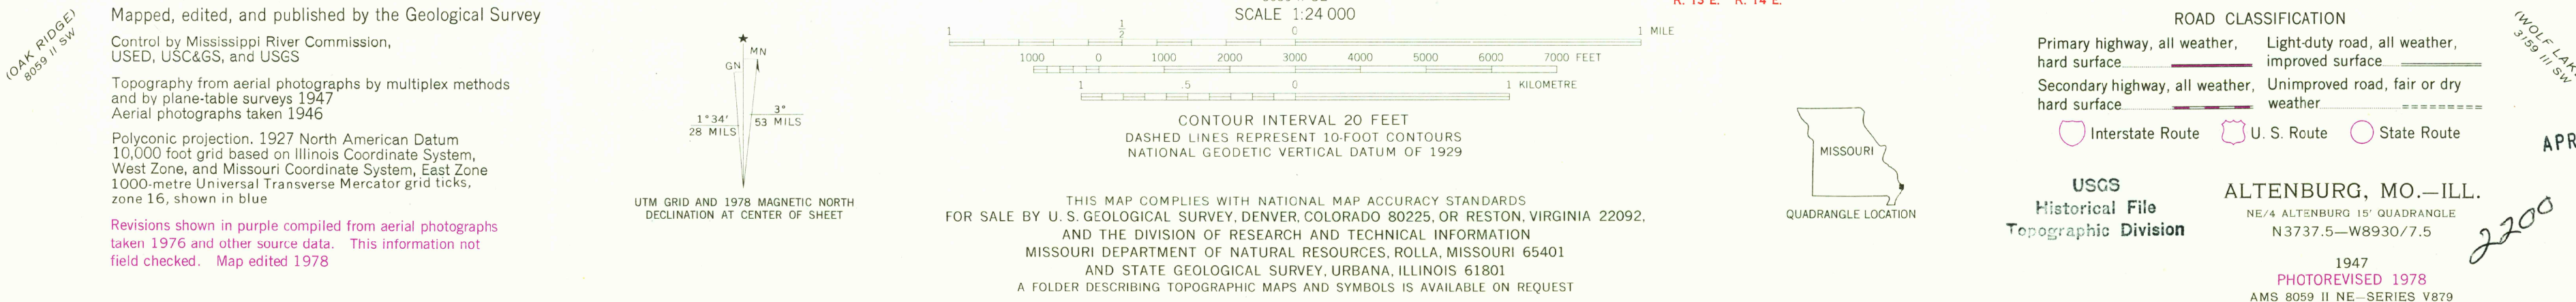 (OAK RIDGE)
8059 II SW
Mapped, edited, and published by the Geological Survey
Control by Mississippi River Commission,
USED, USC&GS, and USGS
Topography from aerial photographs by multiplex methods
and by plane-table surveys 1947
Aerial photographs taken 1946
Polyconic projection. 1927 North American Datum
10,000 foot grid based on Illinois Coordinate System,
West Zone, and Missouri Coordinate System, East Zone
1000-metre Universal Transverse Mercator grid ticks,
zone 16, shown in blue
Revisions shown in purple compiled from aerial photographs
taken 1976 and other source data. This information not
field checked. Map edited 1978
MN
GN
1°34'
28 MILS
3°
53 MILS
UTM GRID AND 1978 MAGNETIC NORTH
DECLINATION AT CENTER OF SHEET
SCALE 1:24 000
1 1/2 0 1 MILE
1000 0 1000 2000 3000 4000 5000 6000 7000 FEET
1 .5 0 1 KILOMETRE
CONTOUR INTERVAL 20 FEET
DASHED LINES REPRESENT 10-FOOT CONTOURS
NATIONAL GEODETIC VERTICAL DATUM OF 1929
THIS MAP COMPLIES WITH NATIONAL MAP ACCURACY STANDARDS
FOR SALE BY U. S. GEOLOGICAL SURVEY, DENVER, COLORADO 80225, OR RESTON, VIRGINIA 22092,
AND THE DIVISION OF RESEARCH AND TECHNICAL INFORMATION
MISSOURI DEPARTMENT OF NATURAL RESOURCES, ROLLA, MISSOURI 65401
AND STATE GEOLOGICAL SURVEY, URBANA, ILLINOIS 61801
A FOLDER DESCRIBING TOPOGRAPHIC MAPS AND SYMBOLS IS AVAILABLE ON REQUEST
R. 13 E. R. 14 E.
MISSOURI
QUADRANGLE LOCATION
ROAD CLASSIFICATION
Primary highway, all weather,
hard surface
Light-duty road, all weather,
improved surface
Secondary highway, all weather,
hard surface
Unimproved road, fair or dry
weather
Interstate Route
U. S. Route
State Route
USGS
Historical File
Topographic Division
(WOLF LAK
3159 III SW
APR
ALTENBURG, MO.—ILL.
NE/4 ALTENBURG 15' QUADRANGLE
N3737.5—W8930/7.5
2200
1947
PHOTOREVISED 1978
AMS 8059 II NE—SERIES V879